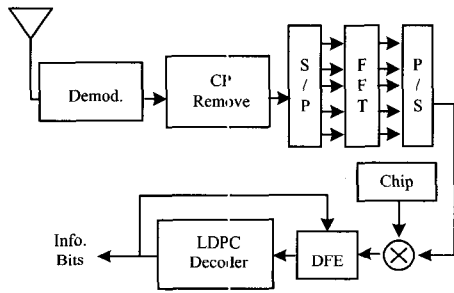 Demod.
CP
Remove
S
/
P
F
F
T
P
/
S
Chip
Info.
Bits
LDPC
Decoder
DFE